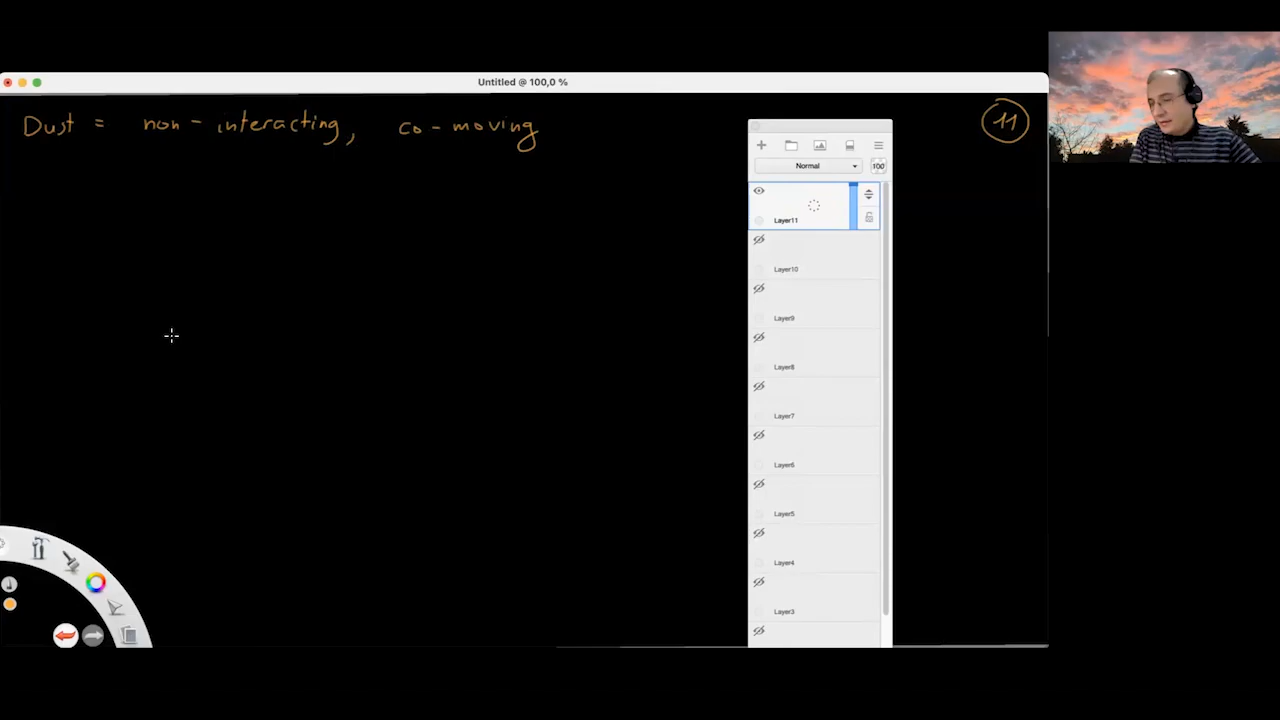 Untitled @ 100,0 %
Dust = non - interacting, co - moving
11
Normal
100
Layer11
Layer10
Layer9
Layer8
Layer7
Layer6
Layer5
Layer4
Layer3